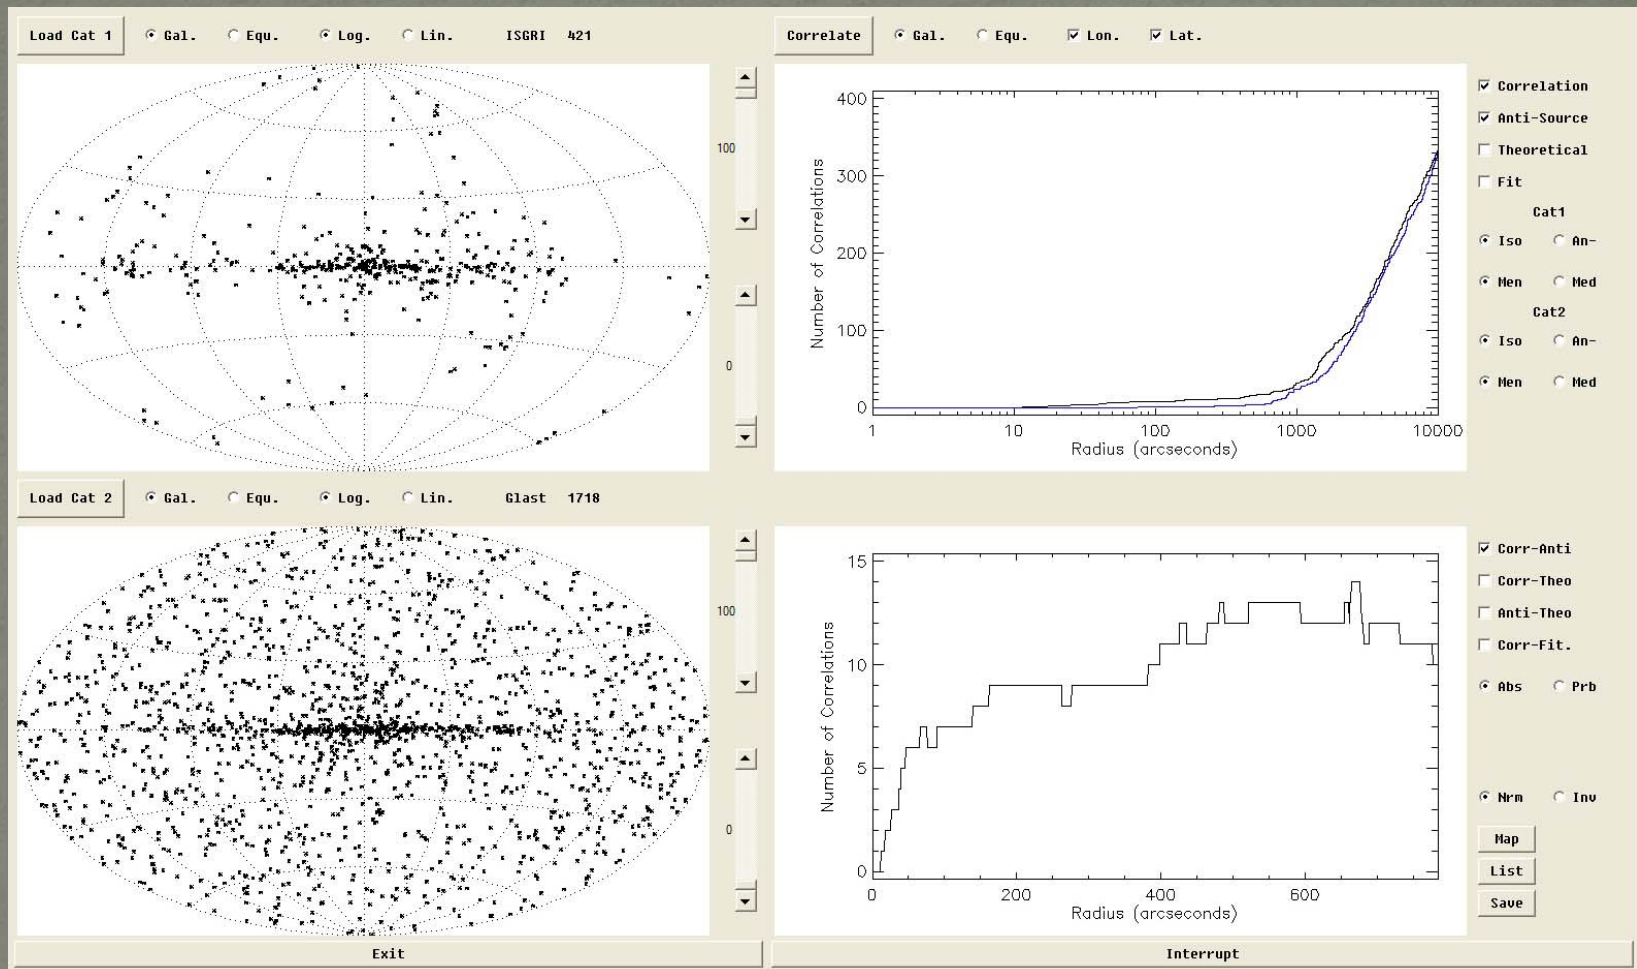 Load Cat 1 Gal. Equ. Log. Lin. ISGRI 421
100
0
Correlate Gal. Equ. Lon. Lat.
400
300
200
100
0
Number of Correlations
1 10 100 1000 10000
Radius (arcseconds)
Correlation
Anti-Source
Theoretical
Fit
Cat1
Iso An-
Men Med
Cat2
Iso An-
Men Med
Load Cat 2 Gal. Equ. Log. Lin. Glast 1718
100
0
15
10
5
0
Number of Correlations
0 200 400 600
Radius (arcseconds)
Corr-Anti
Corr-Theo
Anti-Theo
Corr-Fit.
Abs Prb
Nrm Inv
Map
List
Save
Exit
Interrupt